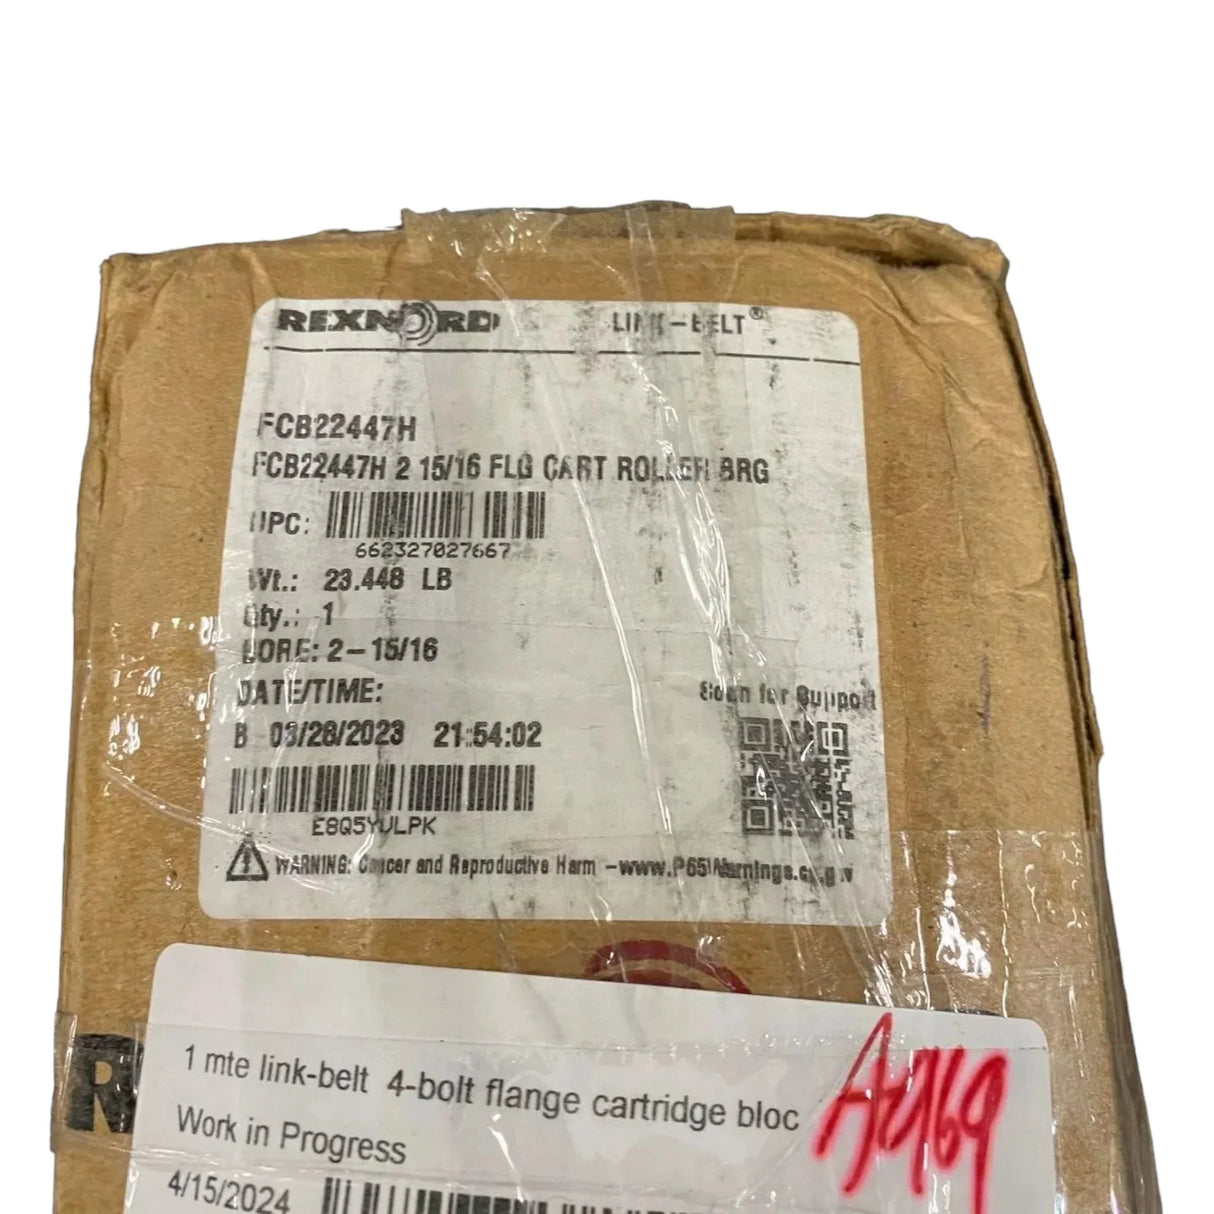 REXNORD LINK-BELT®
FCB22447H
FCB22447H 2 15/16 FLG CART ROLLER BRG
UPC:
662327027667
Wt.: 23.448 LB
Qty.: 1
BORE: 2-15/16
DATE/TIME:
Scan for Support
B 03/28/2023 21:54:02
E8Q5YVLPK
WARNING: Cancer and Reproductive Harm -www.P65Warnings.ca.gov
R
1 mte link-belt 4-bolt flange cartridge bloc
Work in Progress
4/15/2024